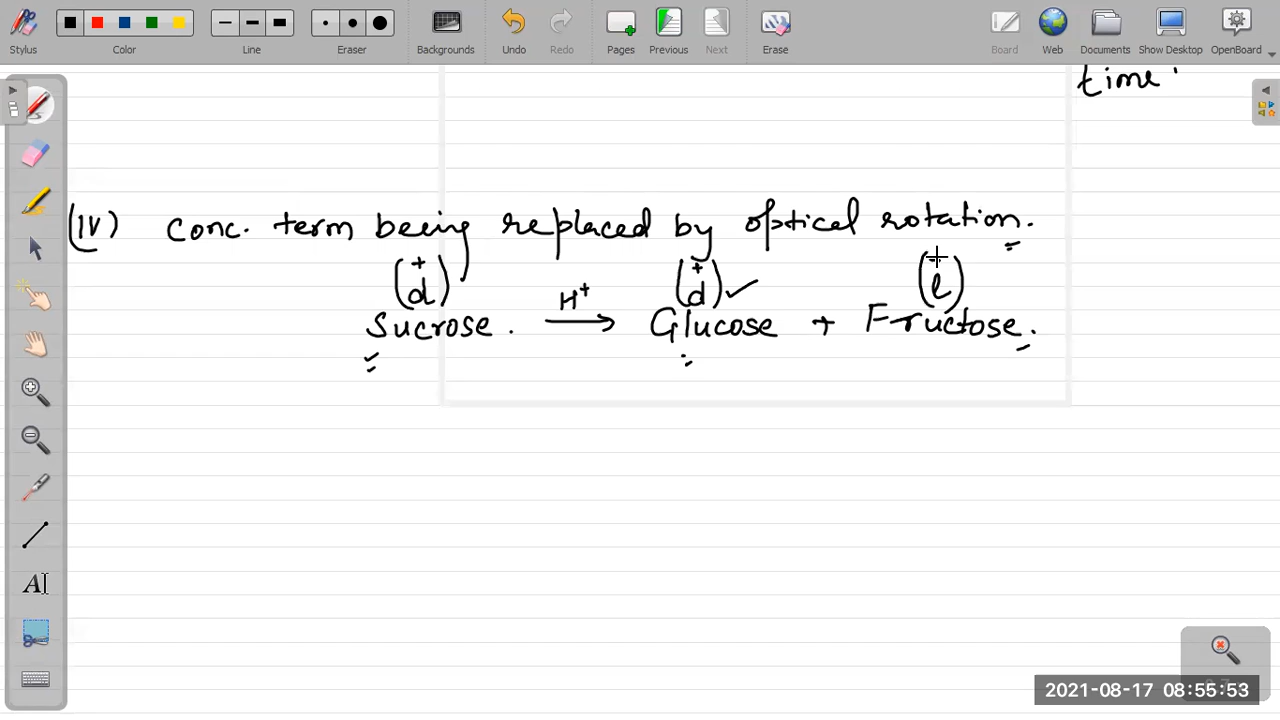 Stylus Color Line Eraser Backgrounds Undo Redo Pages Previous Next Erase Board Web Documents Show Desktop OpenBoard
time.
(IV) conc. term being replaced by optical rotation.
(+d) (+d) (l)
Sucrose. H+ → Glucose + Fructose.
AI
2021-08-17 08:55:53